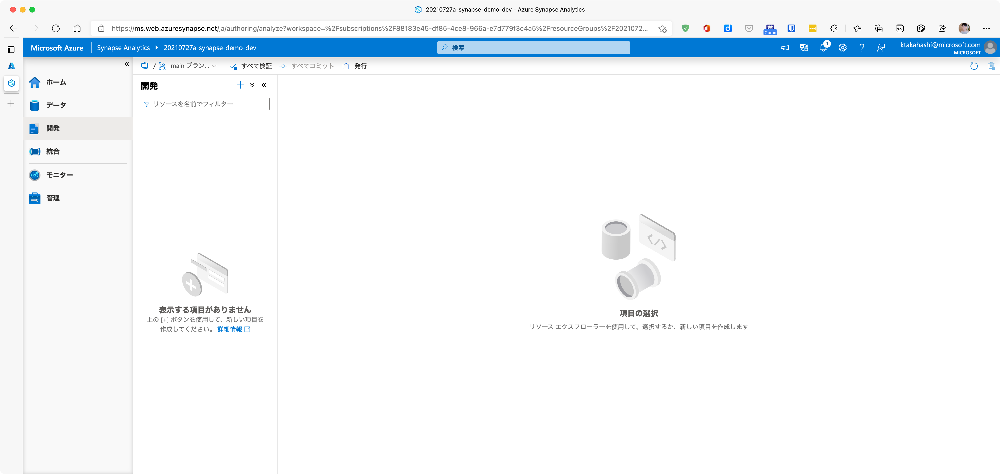 20210727a-synapse-demo-dev - Azure Synapse Analytics
https://ms.web.azuresynapse.net/ja/authoring/analyze?workspace=%2Fsubscriptions%2F88183e45-df85-4ce8-966a-e7d779f3e4a5%2FresourceGroups%2F2021072...
Comn
Microsoft Azure
Synapse Analytics
20210727a-synapse-demo-dev
検索
1
ktakahashi@microsoft.com
MICROSOFT
/
main ブラン...
すべて検証
すべてコミット
発行
ホーム
データ
開発
統合
モニター
管理
開発
リソースを名前でフィルター
表示する項目がありません
上の [+] ボタンを使用して、新しい項目を
作成してください。 詳細情報
項目の選択
リソース エクスプローラーを使用して、選択するか、新しい項目を作成します